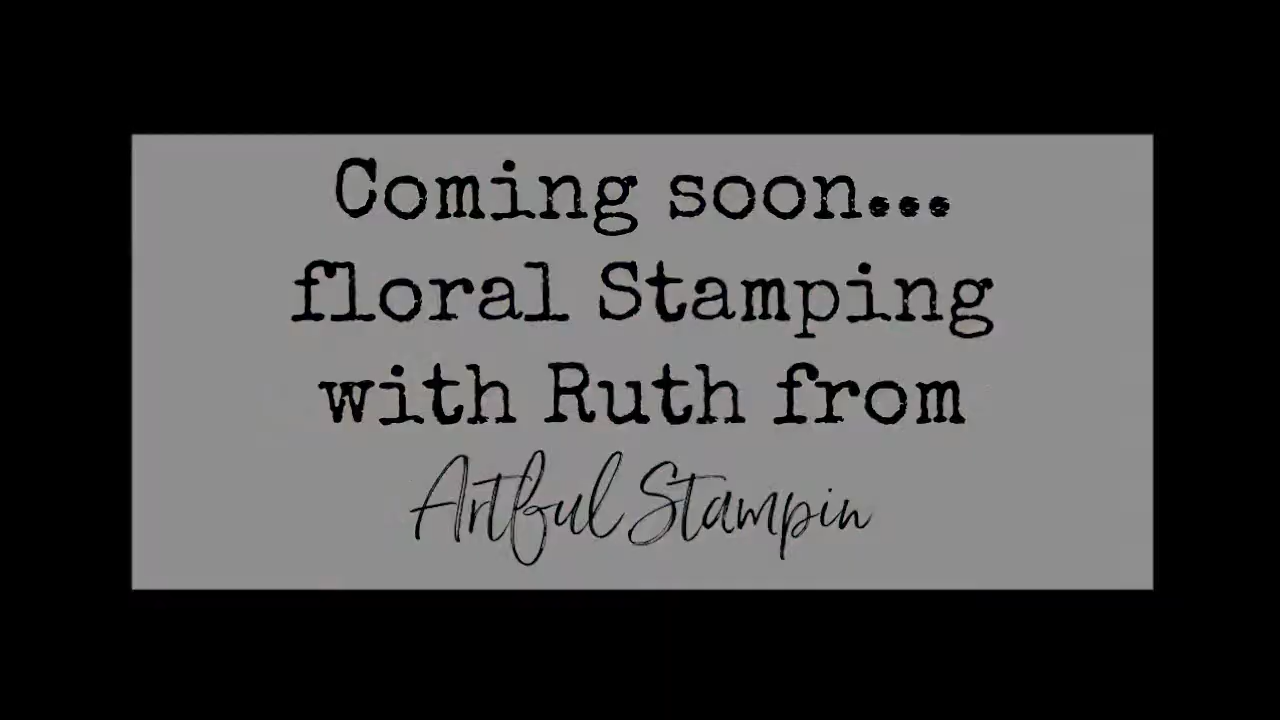 Coming soon...
floral Stamping
with Ruth from
Artful Stampin